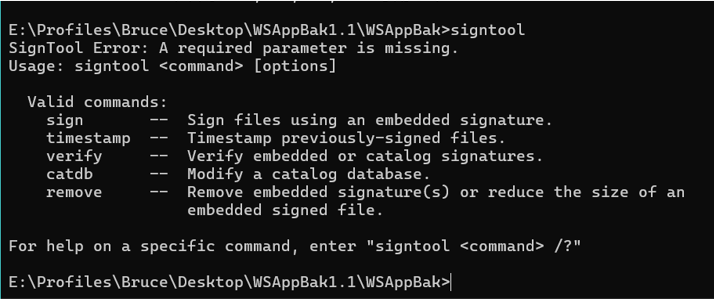 E:\Profiles\Bruce\Desktop\WSAppBak1.1\WSAppBak>signtool
SignTool Error: A required parameter is missing.
Usage: signtool <command> [options]
Valid commands:
sign -- Sign files using an embedded signature.
timestamp -- Timestamp previously-signed files.
verify -- Verify embedded or catalog signatures.
catdb -- Modify a catalog database.
remove -- Remove embedded signature(s) or reduce the size of an
embedded signed file.
For help on a specific command, enter "signtool <command> /?"
E:\Profiles\Bruce\Desktop\WSAppBak1.1\WSAppBak>